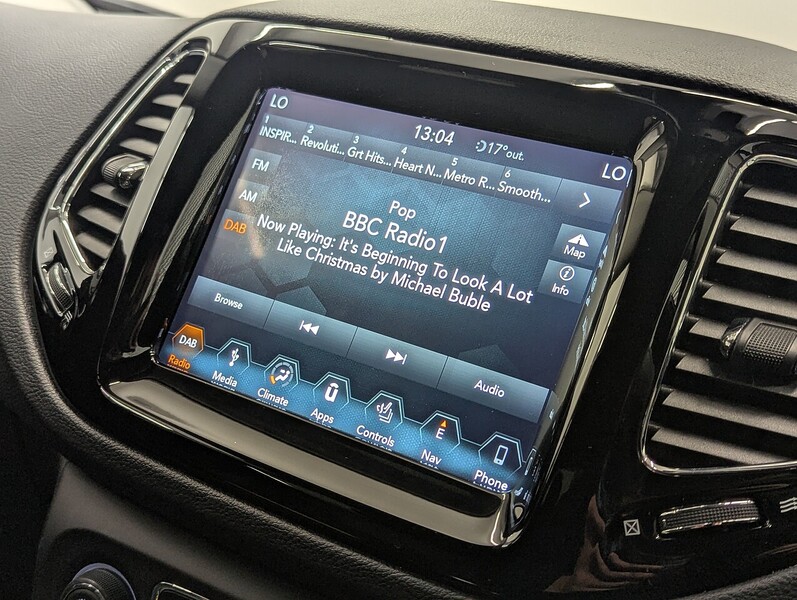 LO
13:04
17° out.
LO
1 INSPIR...
2 Revoluti...
3 Grt Hits...
4 Heart N...
5 Metro R...
6 Smooth...
FM
AM
DAB
Pop
BBC Radio1
Now Playing: It's Beginning To Look A Lot
Like Christmas by Michael Buble
Map
Info
Browse
Audio
DAB
Radio
Media
Climate
Apps
Controls
E
Nav
Phone